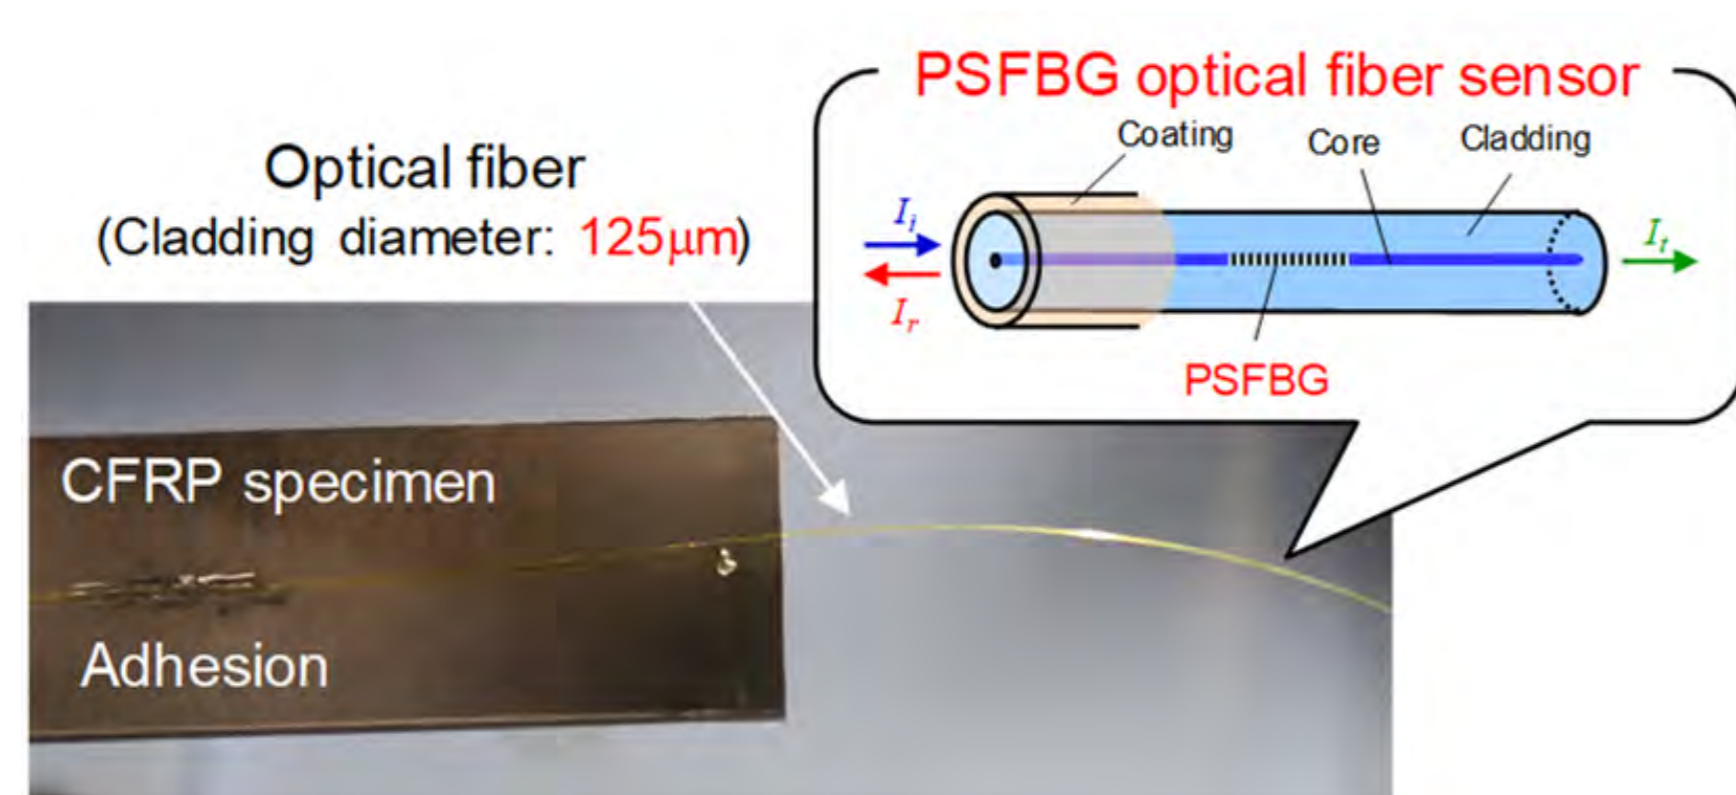 PSFBG optical fiber sensor
Coating
Core
Cladding
Optical fiber
(Cladding diameter: 125μm)
Ii
Ir
It
PSFBG
CFRP specimen
Adhesion